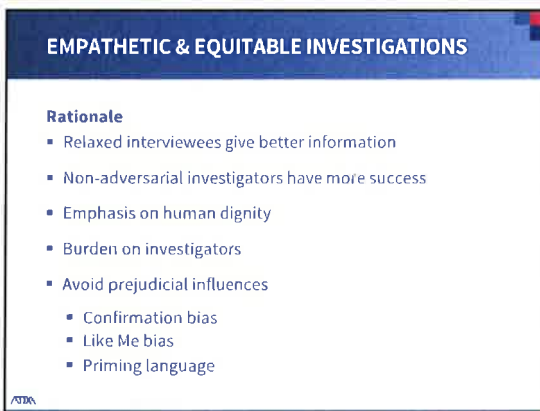 EMPATHETIC & EQUITABLE INVESTIGATIONS
Rationale
▪ Relaxed interviewees give better information
▪ Non-adversarial investigators have more success
▪ Emphasis on human dignity
▪ Burden on investigators
▪ Avoid prejudicial influences
▪ Confirmation bias
▪ Like Me bias
▪ Priming language